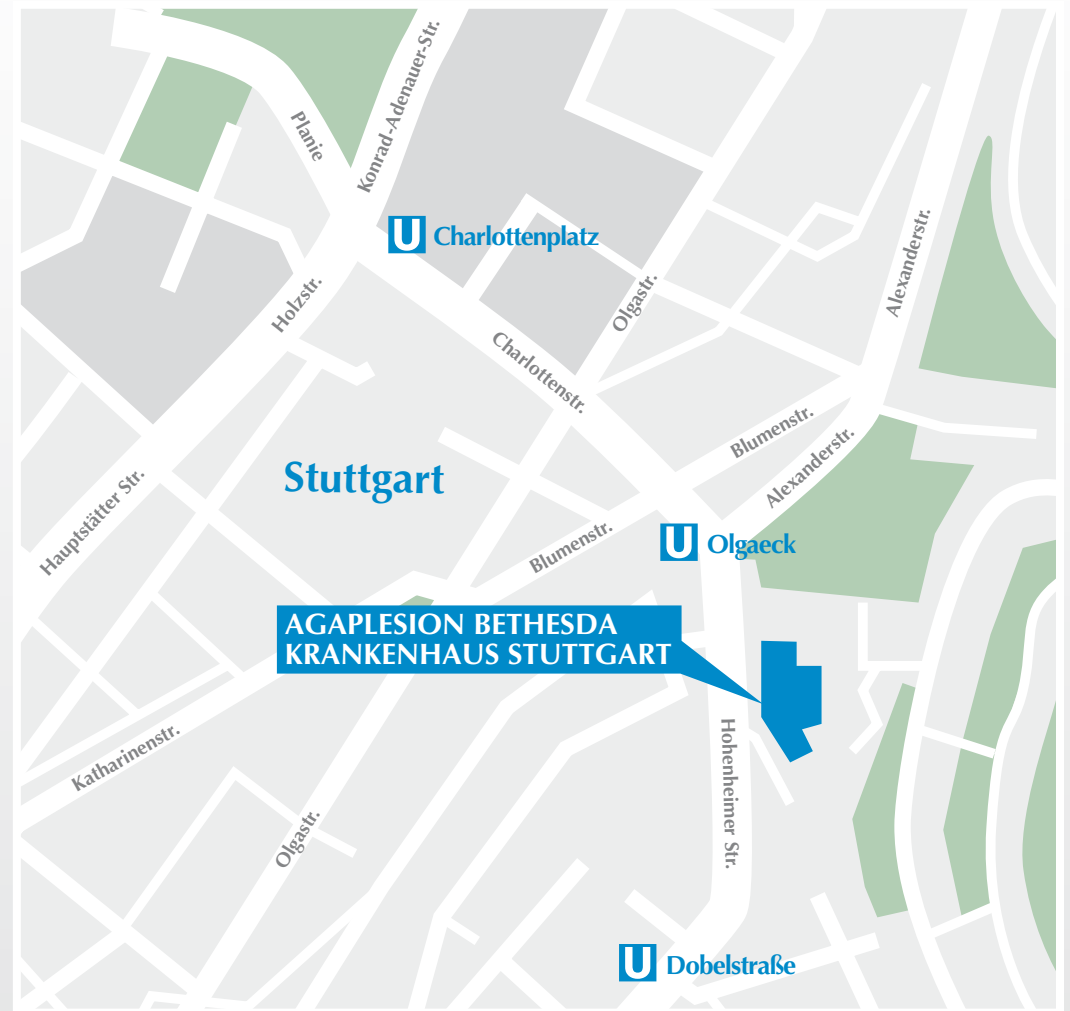 Planie
Konrad-Adenauer-Str.
U Charlottenplatz
Alexanderstr.
Holzstr.
Olgastr.
Charlottenstr.
Blumenstr.
Alexanderstr.
Stuttgart
Hauptstätter Str.
Blumenstr.
U Olgaeck
AGAPLESION BETHESDA
KRANKENHAUS STUTTGART
Katharinenstr.
Hohenheimer Str.
Olgastr.
U Dobelstraße